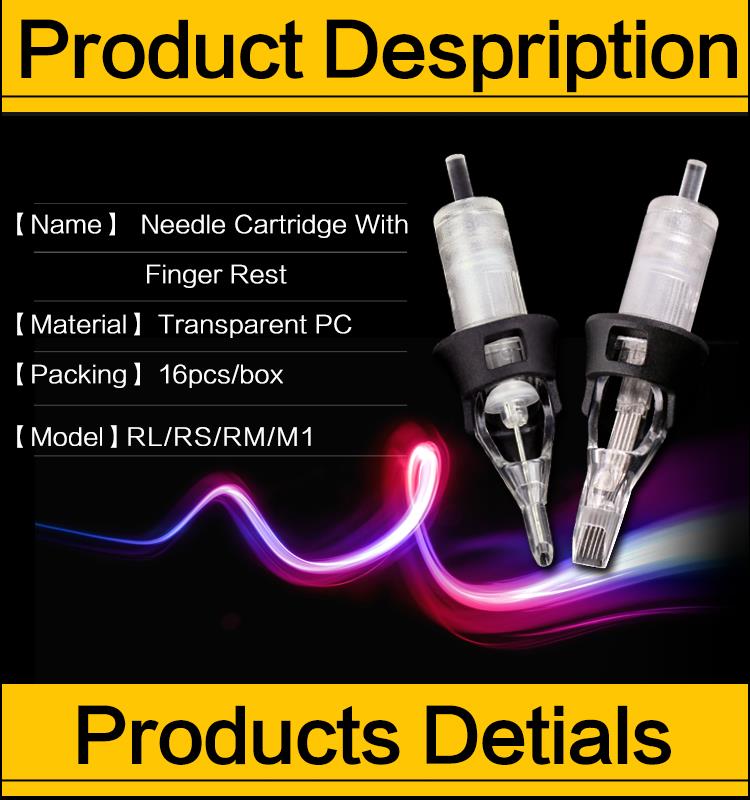 Product Despription
【Name】 Needle Cartridge With
Finger Rest
【Material】Transparent PC
【Packing】16pcs/box
【Model】RL/RS/RM/M1
Products Detials